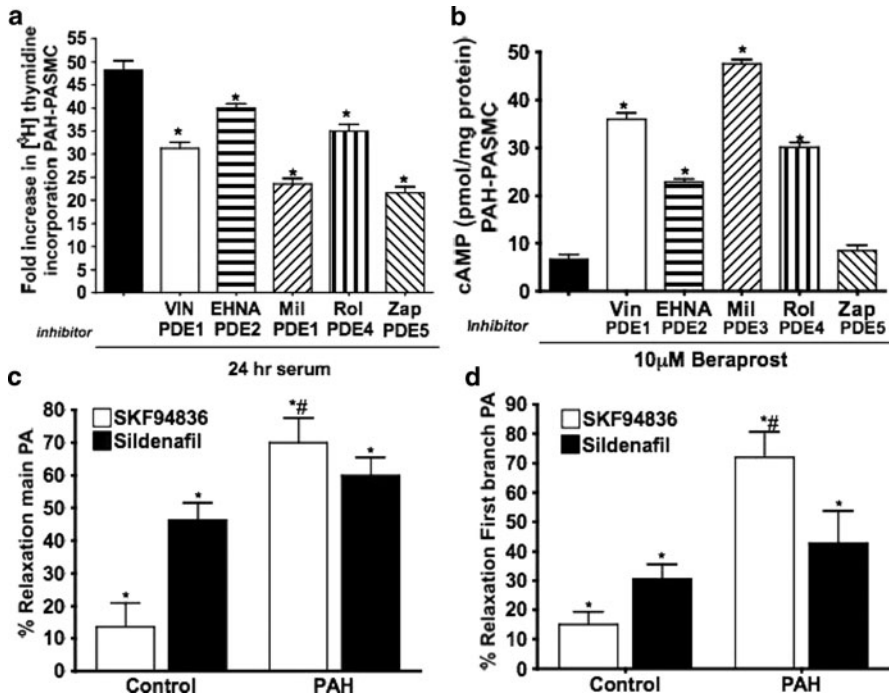 a
Fold increase in [³H] thymidine
incorporation PAH-PASMC
55
50
45
40
35
30
25
20
15
10
5
0
* * * * *
VIN EHNA Mil Rol Zap
inhibitor PDE1 PDE2 PDE1 PDE4 PDE5
24 hr serum
b
cAMP (pmol/mg protein)
PAH-PASMC
50
40
30
20
10
0
* * * * 
Vin EHNA Mil Rol Zap
Inhibitor PDE1 PDE2 PDE3 PDE4 PDE5
10µM Beraprost
c
% Relaxation main PA
80
70
60
50
40
30
20
10
0
SKF94836
Sildenafil
* * *# *
Control PAH
d
% Relaxation First branch PA
90
80
70
60
50
40
30
20
10
0
SKF94836
Sildenafil
* * *# *
Control PAH